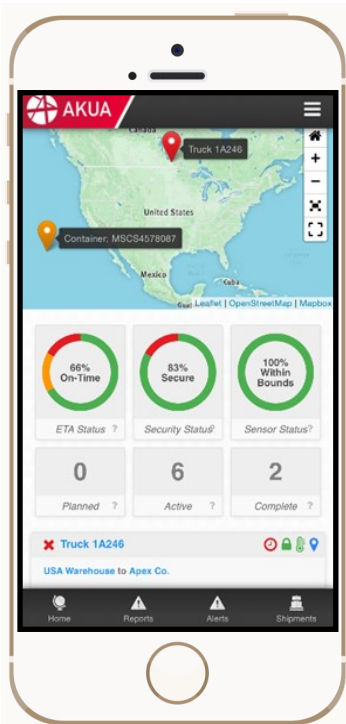 AKUA
Canada
Truck 1A246
United States
Container: MSCS4578087
Mexico
Cuba
Leaflet | OpenStreetMap | Mapbox
66%
On-Time
83%
Secure
100%
Within
Bounds
ETA Status ?
Security Status?
Sensor Status?
0
6
2
Planned ?
Active ?
Complete ?
Truck 1A246
USA Warehouse to Apex Co.
Home
Reports
Alerts
Shipments